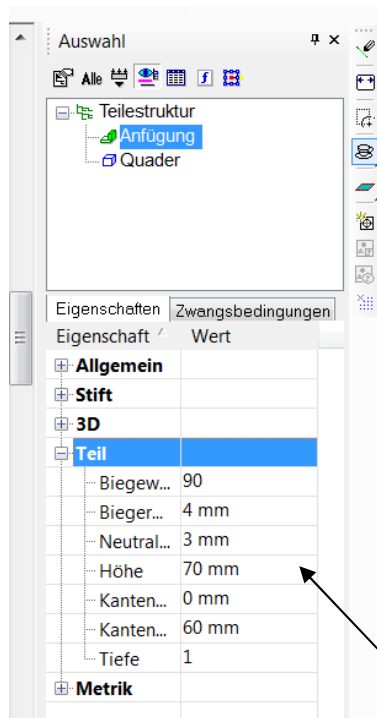 Auswahl
Alle
Teilestruktur
Anfügung
Quader
Eigenschaften Zwangsbedingungen
Eigenschaft Wert
Allgemein
Stift
3D
Teil
Biegew... 90
Bieger... 4 mm
Neutral... 3 mm
Höhe 70 mm
Kanten... 0 mm
Kanten... 60 mm
Tiefe 1
Metrik